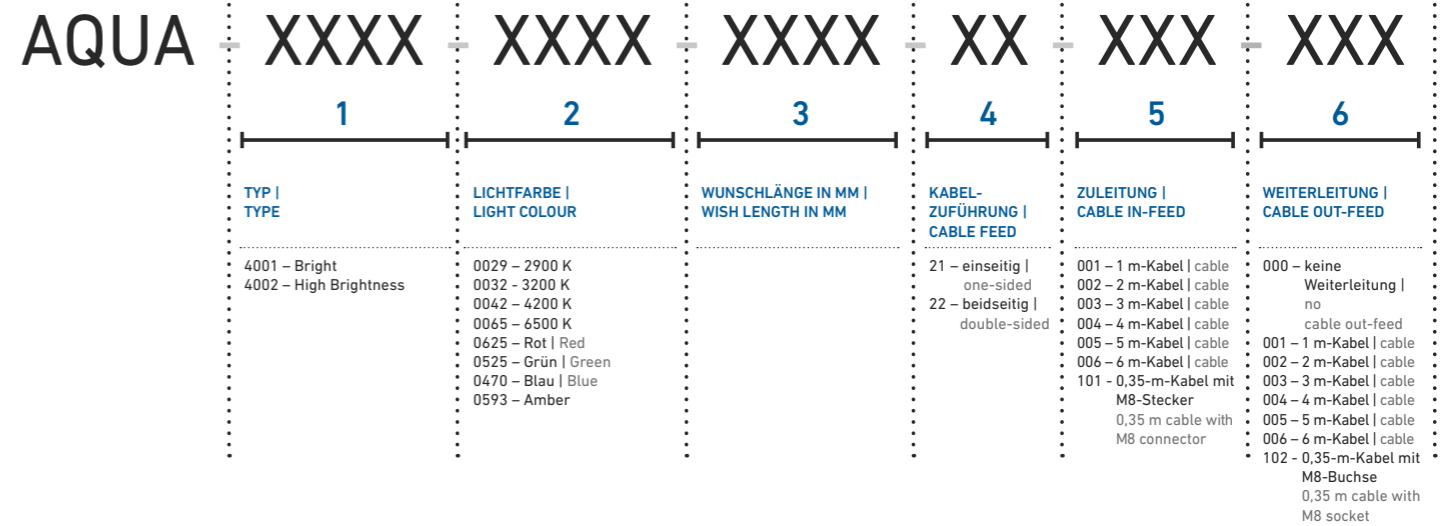 AQUA - XXXX - XXXX - XXXX - XX - XXX - XXX
1 2 3 4 5 6
TYP |
TYPE
4001 – Bright
4002 – High Brightness
LICHTFARBE |
LIGHT COLOUR
0029 – 2900 K
0032 - 3200 K
0042 – 4200 K
0065 – 6500 K
0625 – Rot | Red
0525 – Grün | Green
0470 – Blau | Blue
0593 – Amber
WUNSCHLÄNGE IN MM |
WISH LENGTH IN MM
KABEL-
ZUFÜHRUNG |
CABLE FEED
21 – einseitig |
one-sided
22 – beidseitig |
double-sided
ZULEITUNG |
CABLE IN-FEED
001 – 1 m-Kabel | cable
002 – 2 m-Kabel | cable
003 – 3 m-Kabel | cable
004 – 4 m-Kabel | cable
005 – 5 m-Kabel | cable
006 – 6 m-Kabel | cable
101 - 0,35-m-Kabel mit
M8-Stecker
0,35 m cable with
M8 connector
WEITERLEITUNG |
CABLE OUT-FEED
000 – keine
Weiterleitung |
no
cable out-feed
001 – 1 m-Kabel | cable
002 – 2 m-Kabel | cable
003 – 3 m-Kabel | cable
004 – 4 m-Kabel | cable
005 – 5 m-Kabel | cable
006 – 6 m-Kabel | cable
102 - 0,35-m-Kabel mit
M8-Buchse
0,35 m cable with
M8 socket